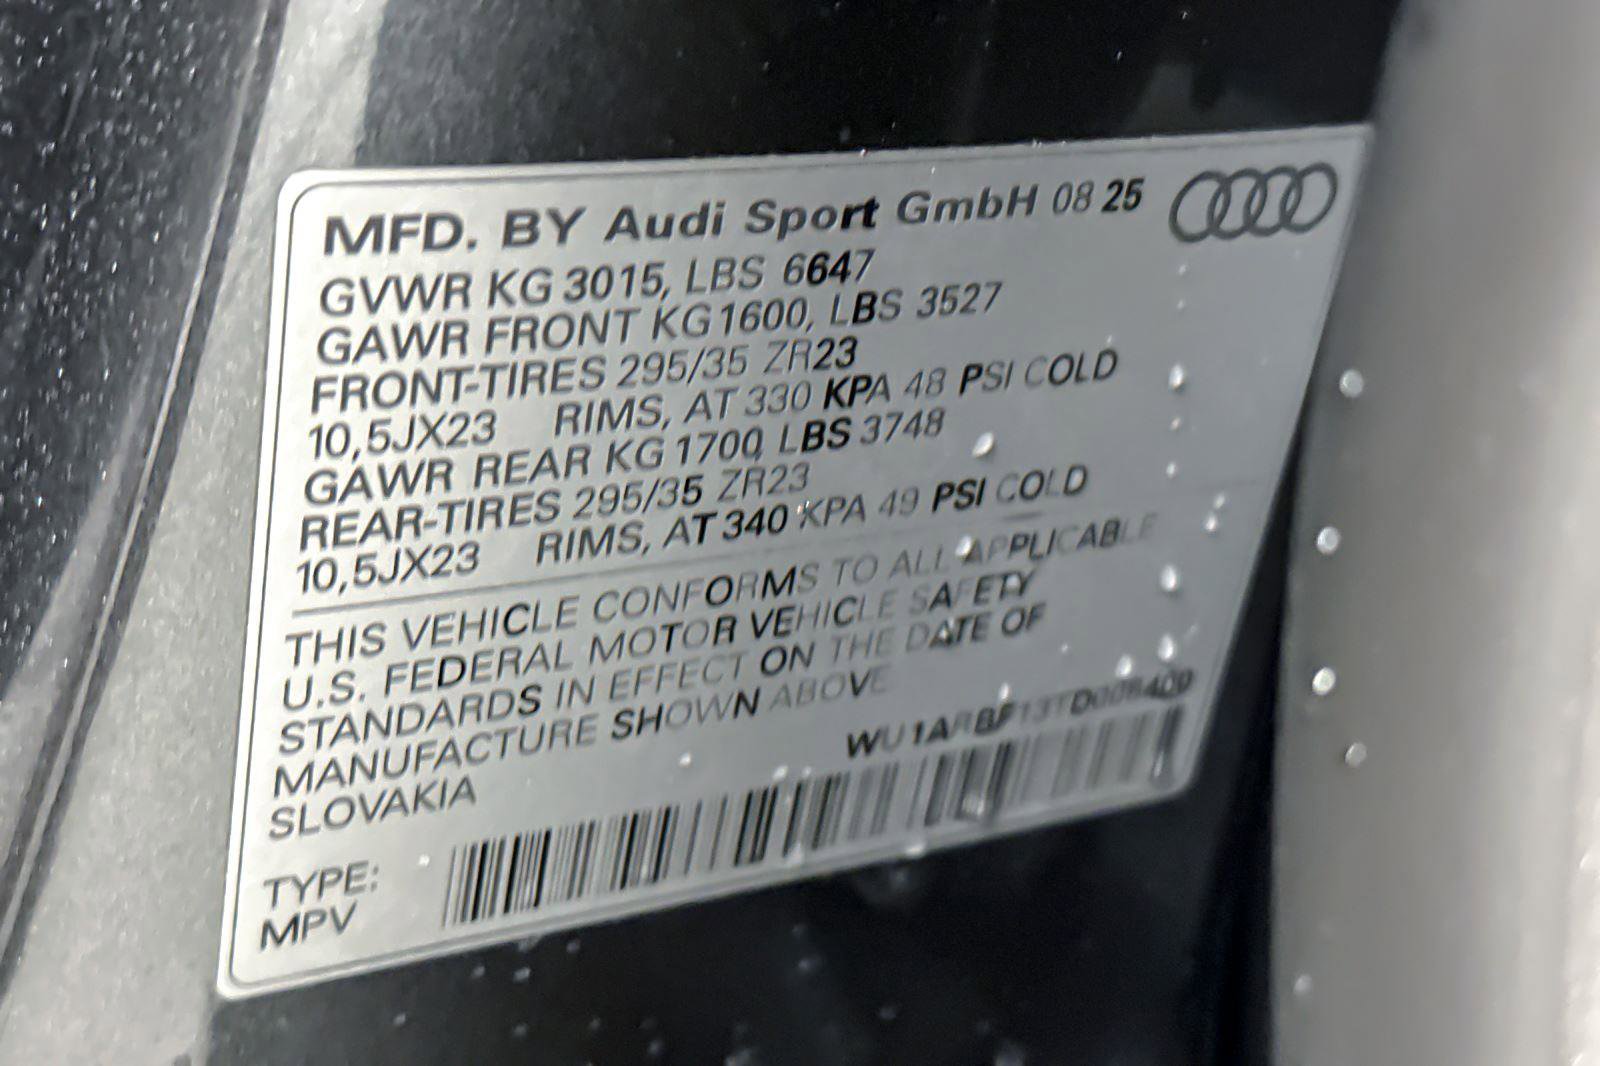 MFD. BY Audi Sport GmbH 08 25
GVWR KG 3015, LBS 6647
GAWR FRONT KG 1600, LBS 3527
FRONT-TIRES 295/35 ZR23
10,5JX23 RIMS, AT 330 KPA 48 PSI COLD
GAWR REAR KG 1700, LBS 3748
REAR-TIRES 295/35 ZR23
10,5JX23 RIMS, AT 340 KPA 49 PSI COLD
THIS VEHICLE CONFORMS TO ALL APPLICABLE
U.S. FEDERAL MOTOR VEHICLE SAFETY
STANDARDS IN EFFECT ON THE DATE OF
MANUFACTURE SHOWN ABOVE
SLOVAKIA
TYPE:
MPV